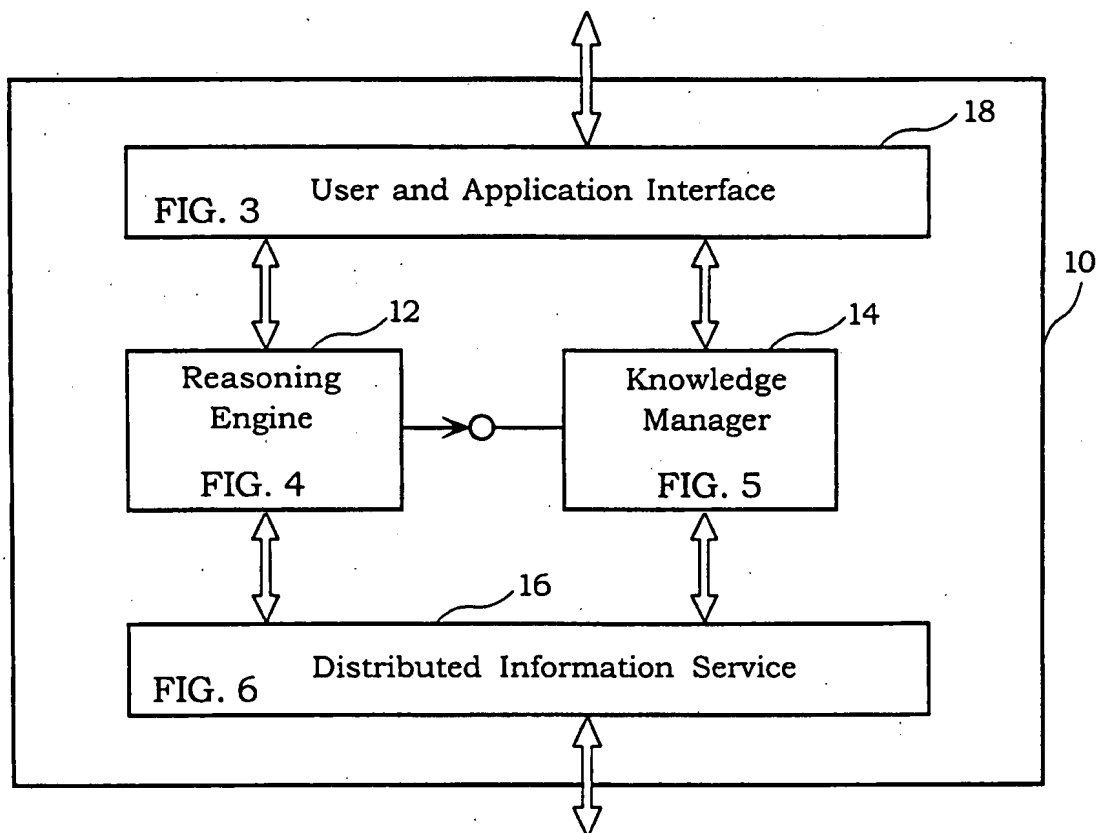 18
User and Application Interface
FIG. 3
10
12
14
Reasoning
Engine
FIG. 4
Knowledge
Manager
FIG. 5
16
Distributed Information Service
FIG. 6